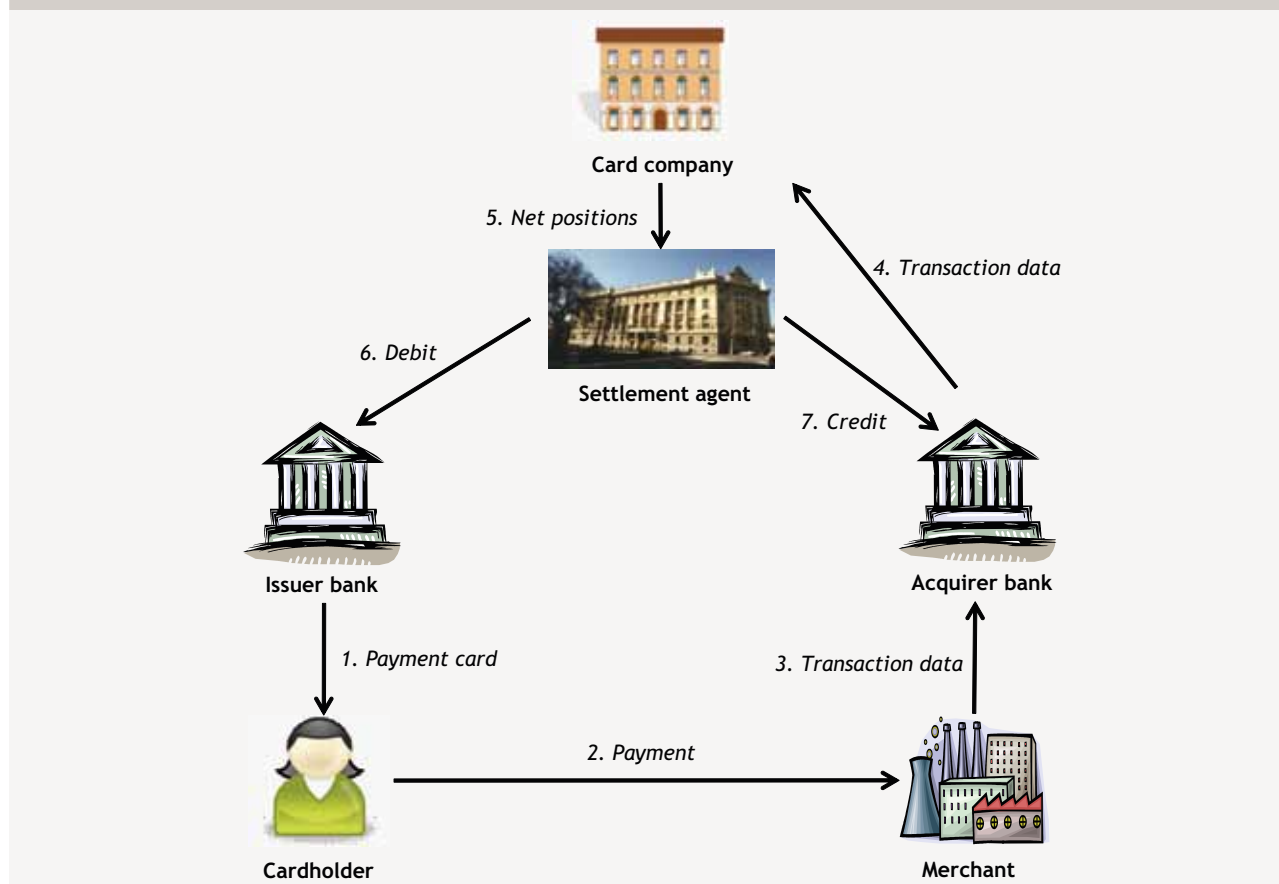 Card company
5. Net positions
4. Transaction data
6. Debit
Settlement agent
7. Credit
Issuer bank
Acquirer bank
1. Payment card
3. Transaction data
2. Payment
Cardholder
Merchant